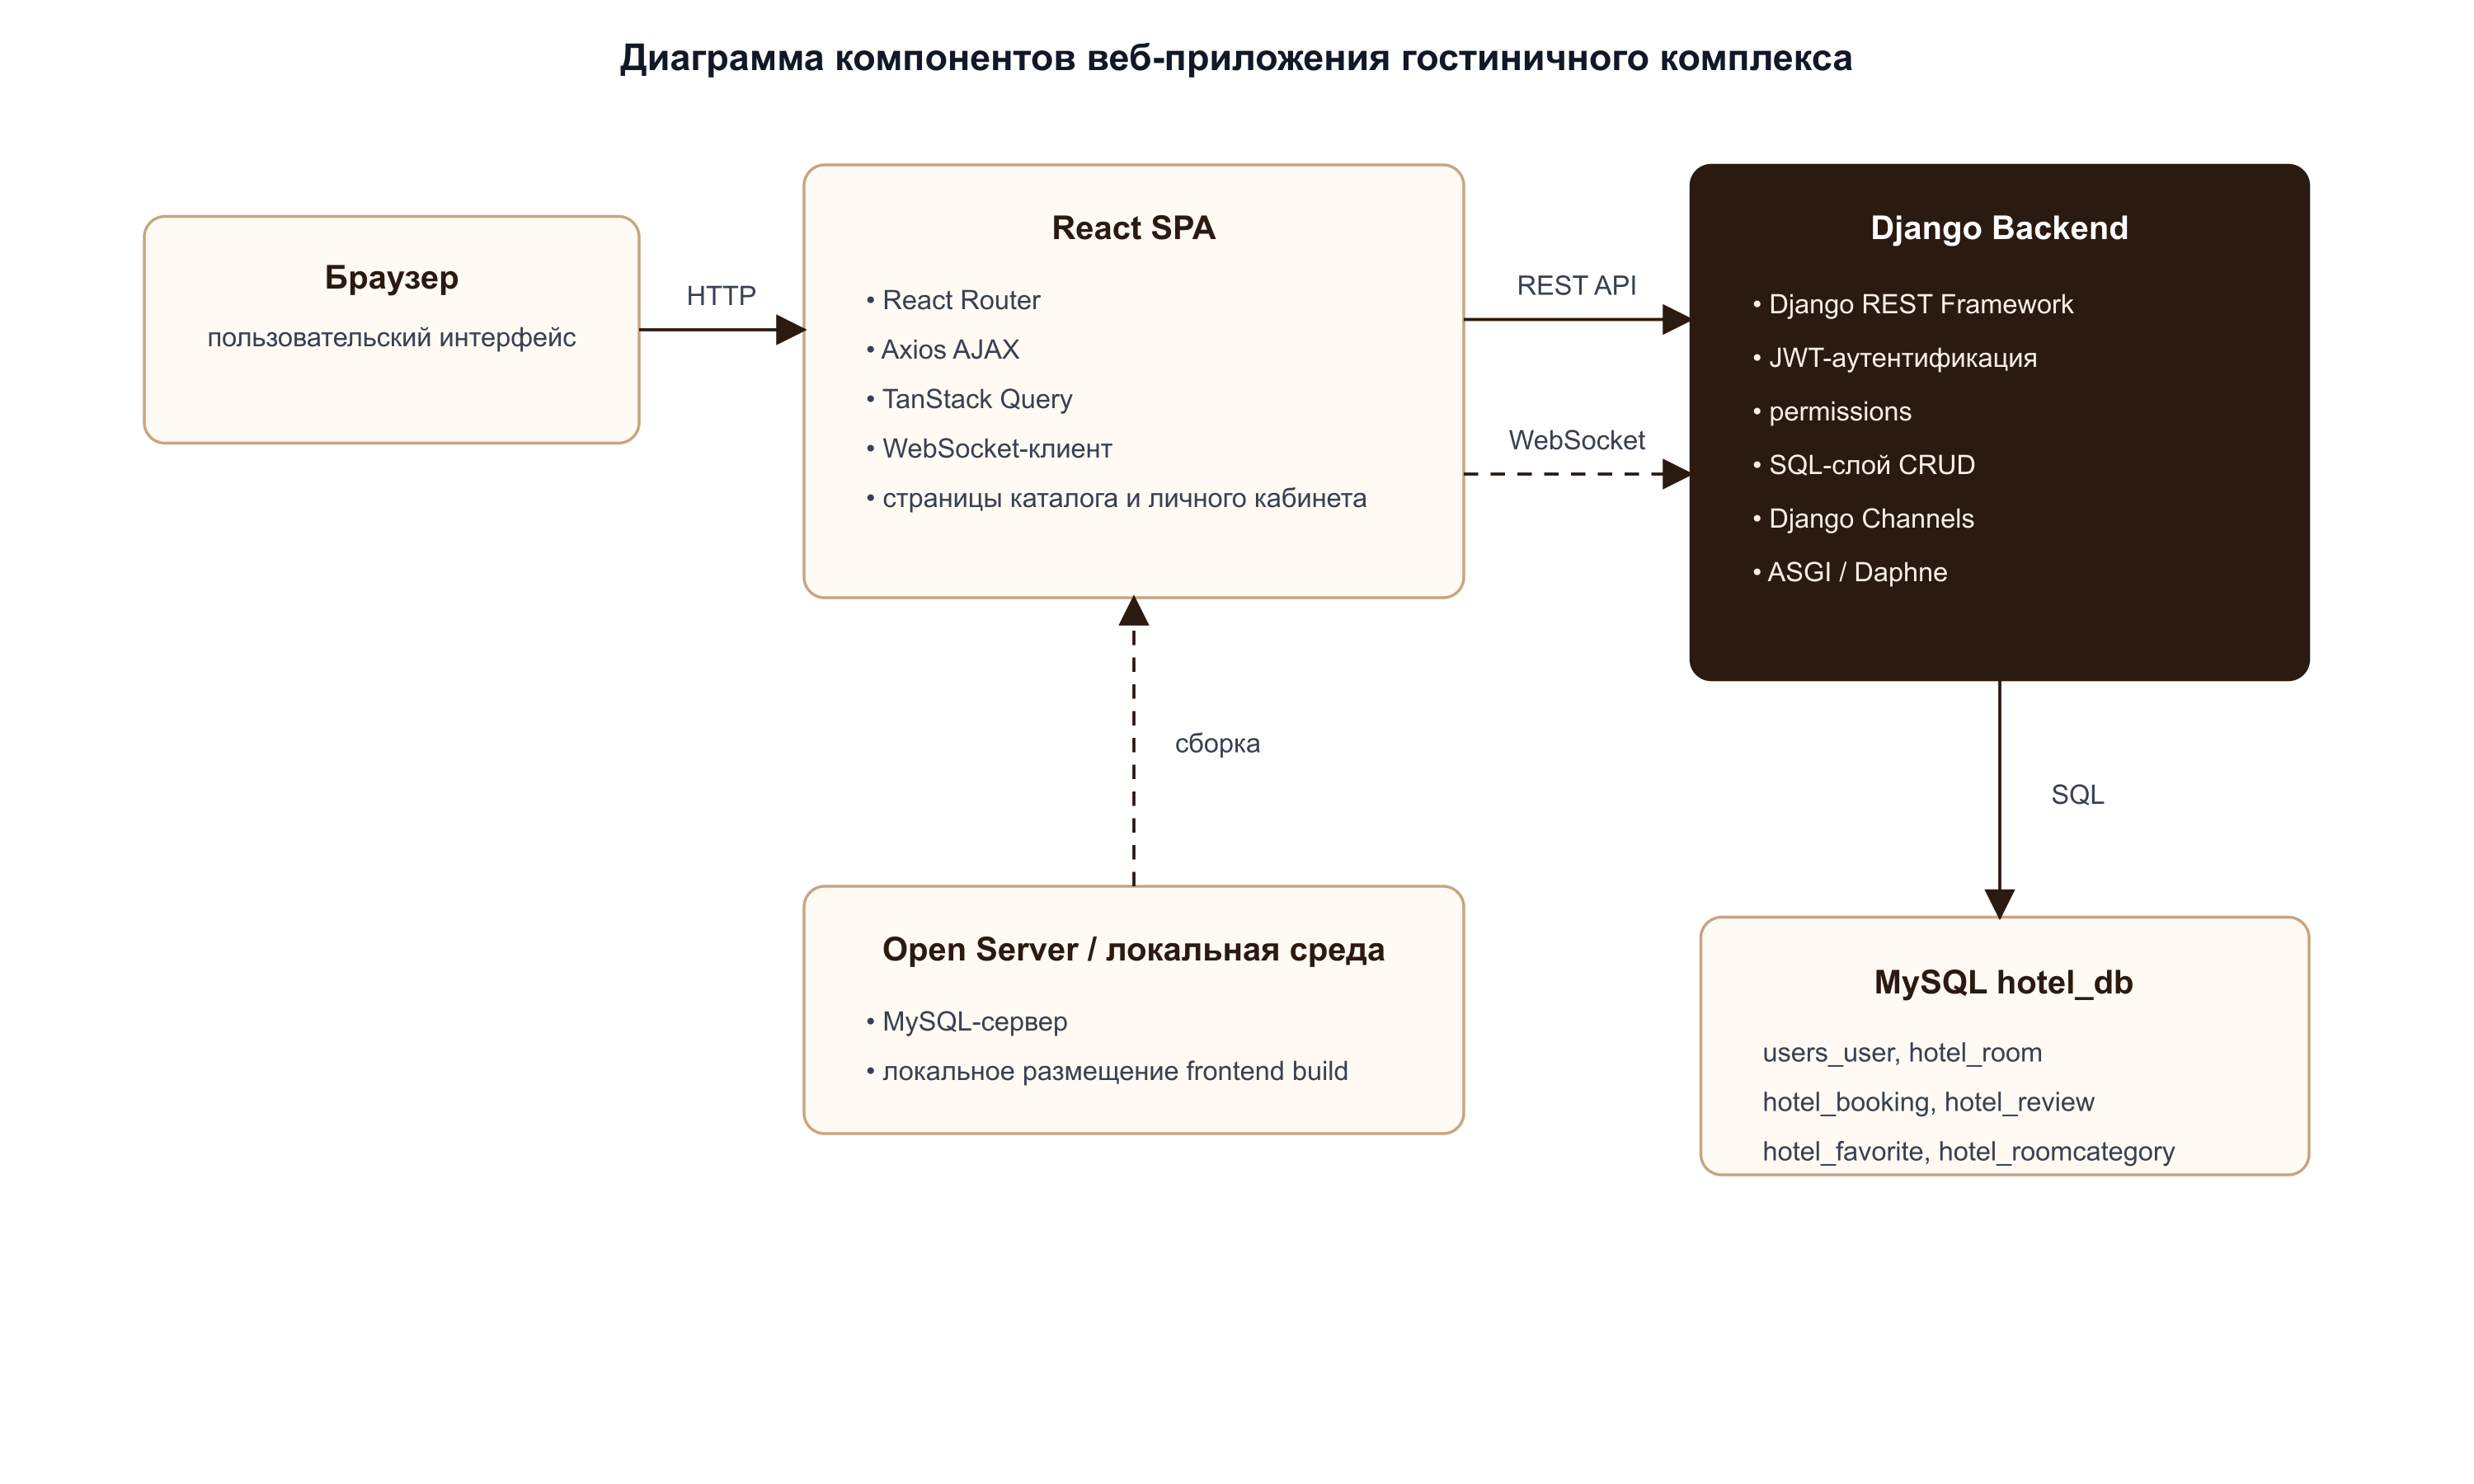 Диаграмма компонентов веб-приложения гостиничного комплекса
Браузер
пользовательский интерфейс
HTTP
React SPA
• React Router
• Axios AJAX
• TanStack Query
• WebSocket-клиент
• страницы каталога и личного кабинета
REST API
WebSocket
Django Backend
• Django REST Framework
• JWT-аутентификация
• permissions
• SQL-слой CRUD
• Django Channels
• ASGI / Daphne
сборка
SQL
Open Server / локальная среда
• MySQL-сервер
• локальное размещение frontend build
MySQL hotel_db
users_user, hotel_room
hotel_booking, hotel_review
hotel_favorite, hotel_roomcategory